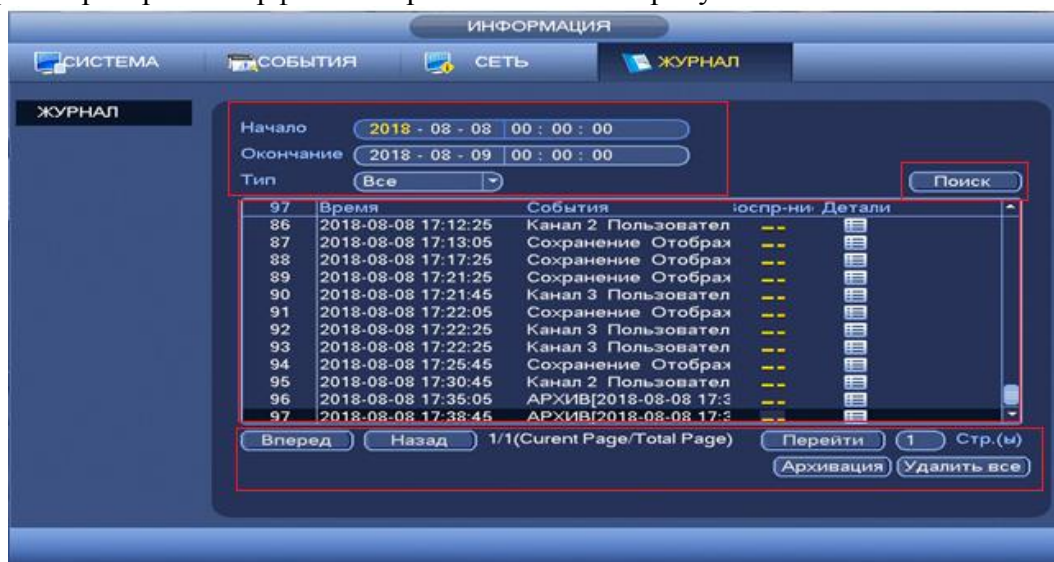 ИНФОРМАЦИЯ
СИСТЕМА СОБЫТИЯ СЕТЬ ЖУРНАЛ
ЖУРНАЛ
Начало 2018 - 08 - 08 00 : 00 : 00
Окончание 2018 - 08 - 09 00 : 00 : 00
Тип Все Поиск
97 Время События Воспр-ни Детали
86 2018-08-08 17:12:25 Канал 2 Пользовател
87 2018-08-08 17:13:05 Сохранение Отображ
88 2018-08-08 17:17:25 Сохранение Отображ
89 2018-08-08 17:21:25 Сохранение Отображ
90 2018-08-08 17:21:45 Канал 3 Пользовател
91 2018-08-08 17:22:05 Сохранение Отображ
92 2018-08-08 17:22:25 Канал 3 Пользовател
93 2018-08-08 17:22:25 Канал 3 Пользовател
94 2018-08-08 17:25:45 Сохранение Отображ
95 2018-08-08 17:30:45 Канал 2 Пользовател
96 2018-08-08 17:35:05 АРХИВ[2018-08-08 17:3
97 2018-08-08 17:38:45 АРХИВ[2018-08-08 17:3
Вперед Назад 1/1(Curent Page/Total Page) Перейти 1 Стр.(ы)
Архивация Удалить все